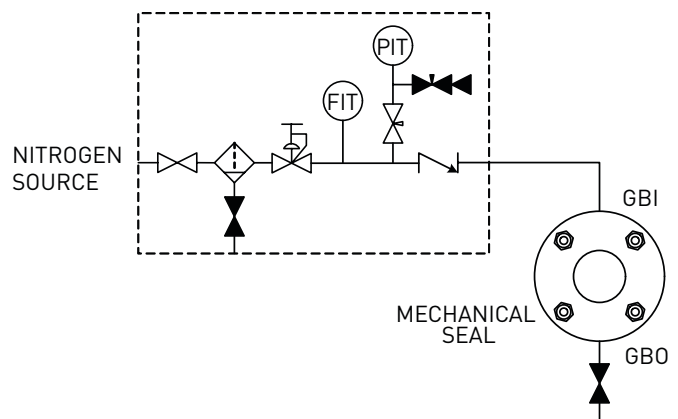 PIT
FIT
NITROGEN
SOURCE
GBI
MECHANICAL
SEAL
GBO